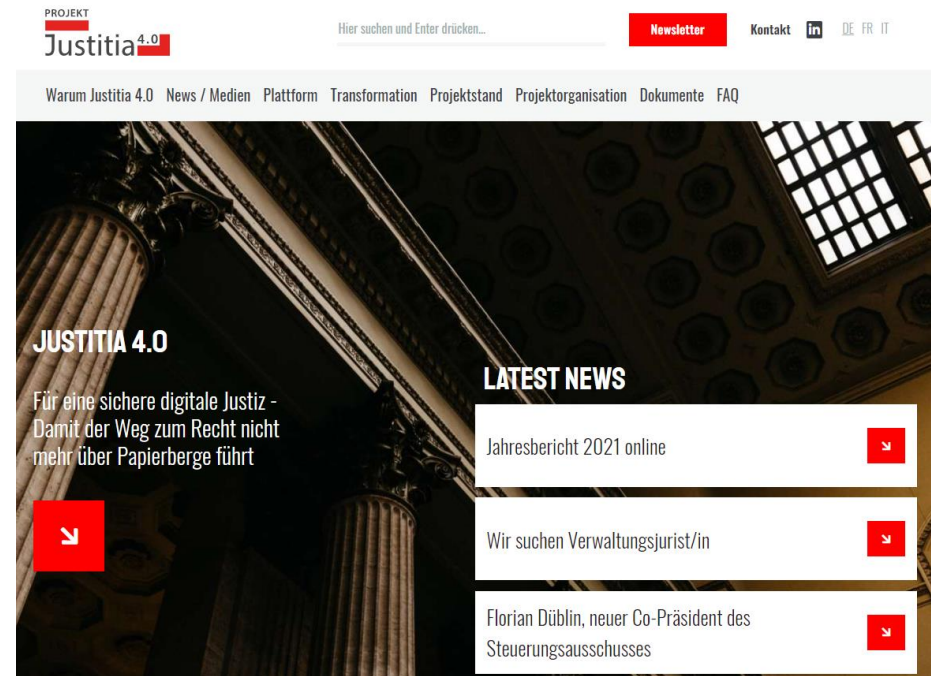 PROJEKT
Justitia 4.0
Hier suchen und Enter drücken...
Newsletter
Kontakt
in
DE FR IT
Warum Justitia 4.0 News / Medien Plattform Transformation Projektstand Projektorganisation Dokumente FAQ
JUSTITIA 4.0
Für eine sichere digitale Justiz -
Damit der Weg zum Recht nicht
mehr über Papierberge führt
LATEST NEWS
Jahresbericht 2021 online
Wir suchen Verwaltungsjurist/in
Florian Düblin, neuer Co-Präsident des
Steuerungsausschusses